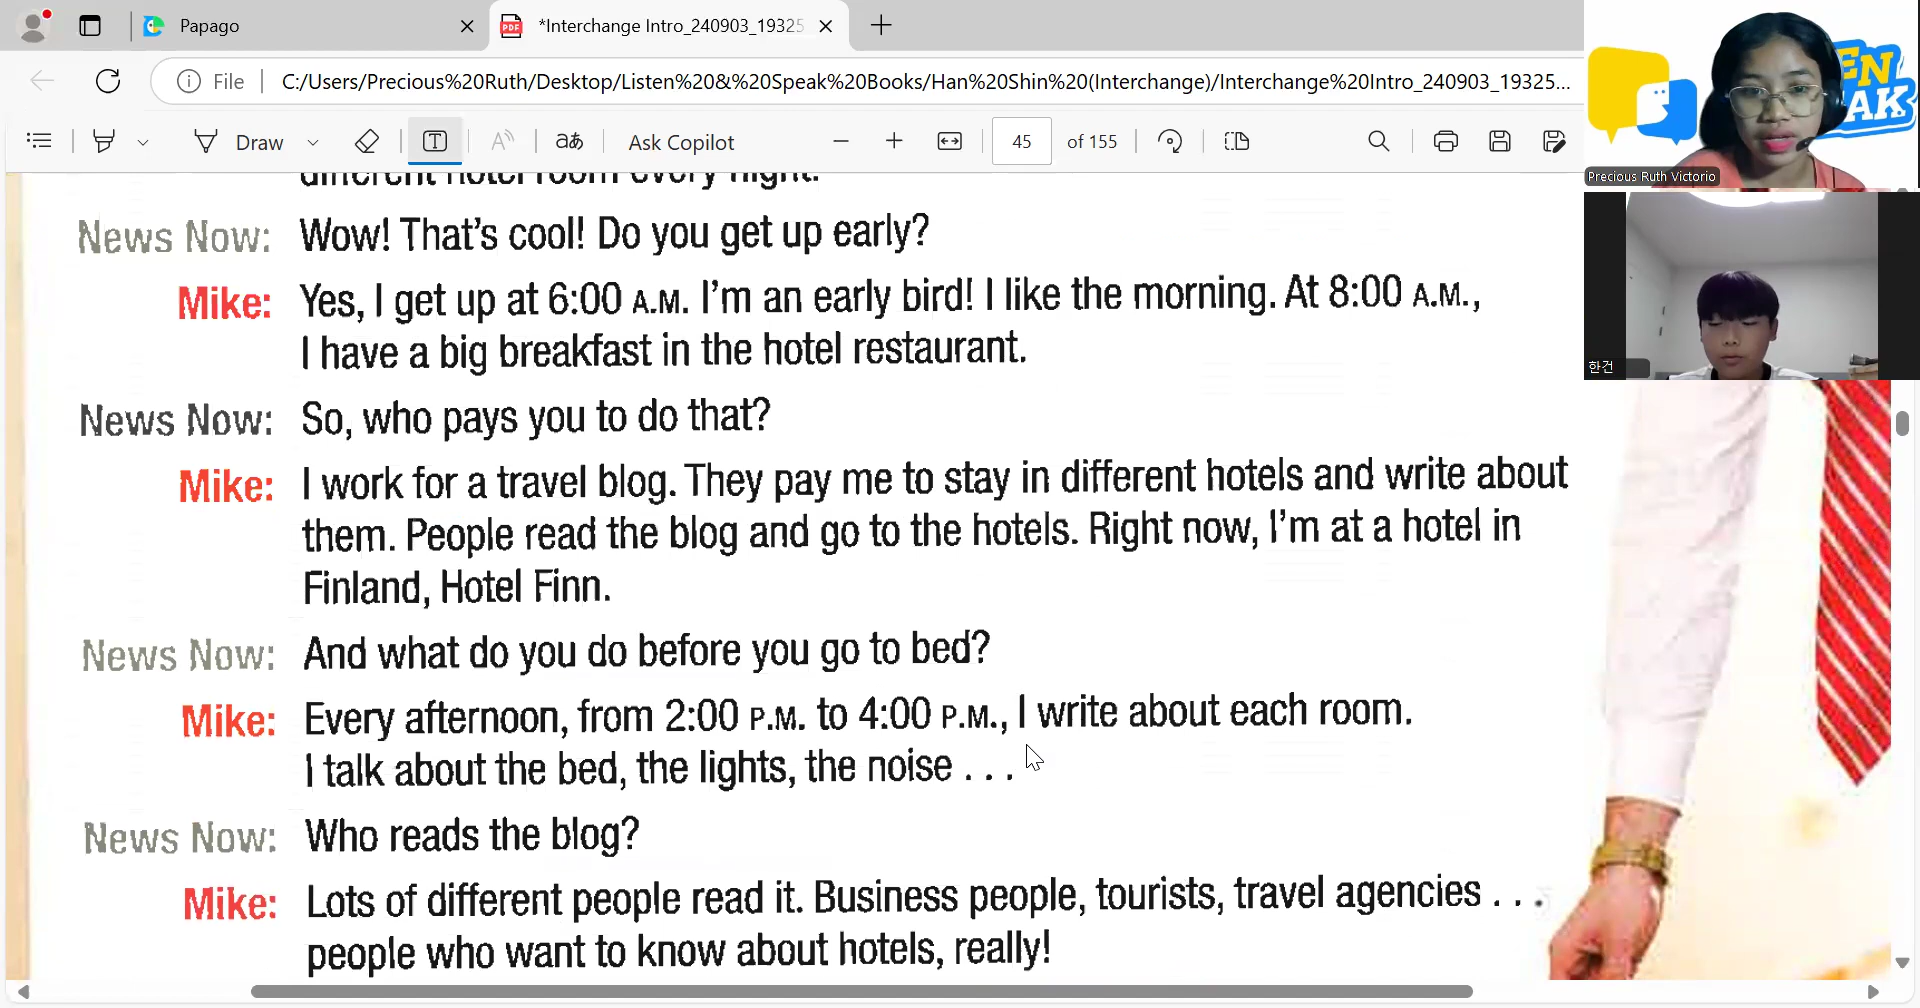 Papago
*Interchange Intro_240903_19325
File
C:/Users/Precious%20Ruth/Desktop/Listen%20&%20Speak%20Books/Han%20Shin%20(Interchange)/Interchange%20Intro_240903_19325...
Draw
Ask Copilot
45 of 155
EN
AK
Precious Ruth Victorio
한건
different hotel room every night.
News Now: Wow! That's cool! Do you get up early?
Mike: Yes, I get up at 6:00 A.M. I'm an early bird! I like the morning. At 8:00 A.M.,
I have a big breakfast in the hotel restaurant.
News Now: So, who pays you to do that?
Mike: I work for a travel blog. They pay me to stay in different hotels and write about
them. People read the blog and go to the hotels. Right now, I'm at a hotel in
Finland, Hotel Finn.
News Now: And what do you do before you go to bed?
Mike: Every afternoon, from 2:00 P.M. to 4:00 P.M., I write about each room.
I talk about the bed, the lights, the noise . . .
News Now: Who reads the blog?
Mike: Lots of different people read it. Business people, tourists, travel agencies . . .
people who want to know about hotels, really!